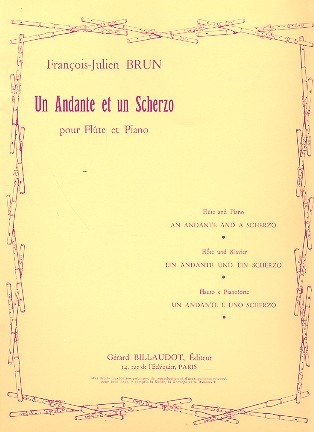 François-Julien BRUN
Un Andante et un Scherzo
pour Flûte et Piano
Flute and Piano
AN ANDANTE AND A SCHERZO
Flöte und Klavier
EIN ANDANTE UND EIN SCHERZO
Flauto e Pianoforte
UN ANDANTE E UNO SCHERZO
Gérard BILLAUDOT, Éditeur
14, rue de l'Échiquier, PARIS